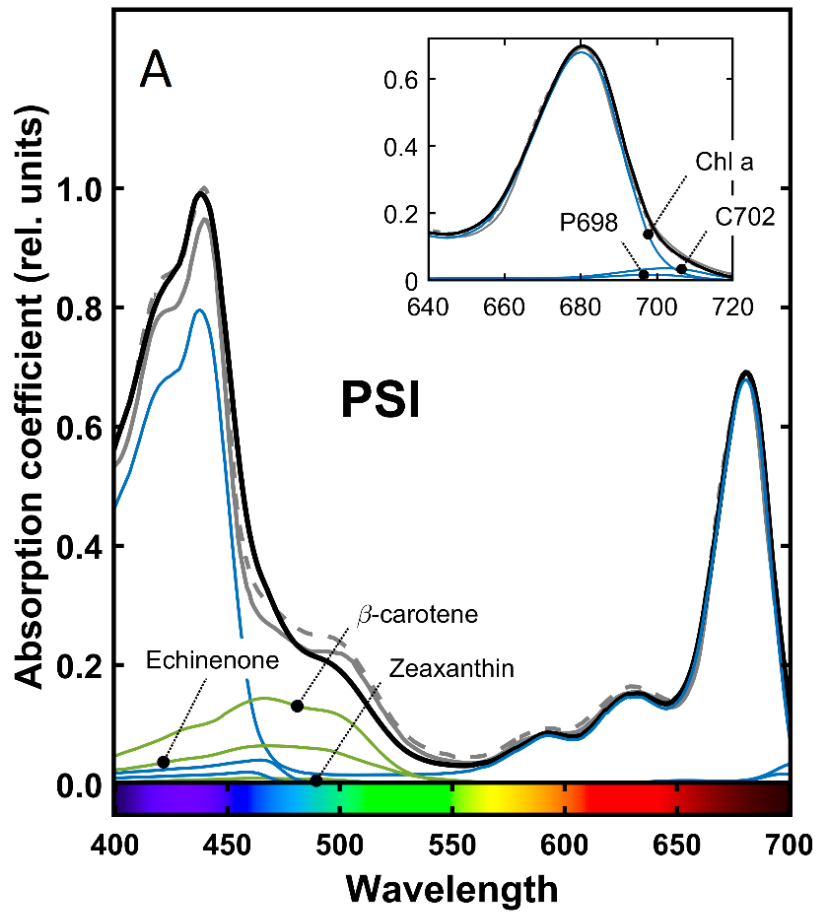 A
Absorption coefficient (rel. units)
1.0
0.8
0.6
0.4
0.2
0.0
0.6
0.4
0.2
0
640 660 680 700 720
Chl a
P698
C702
PSI
β-carotene
Echinenone
Zeaxanthin
400 450 500 550 600 650 700
Wavelength